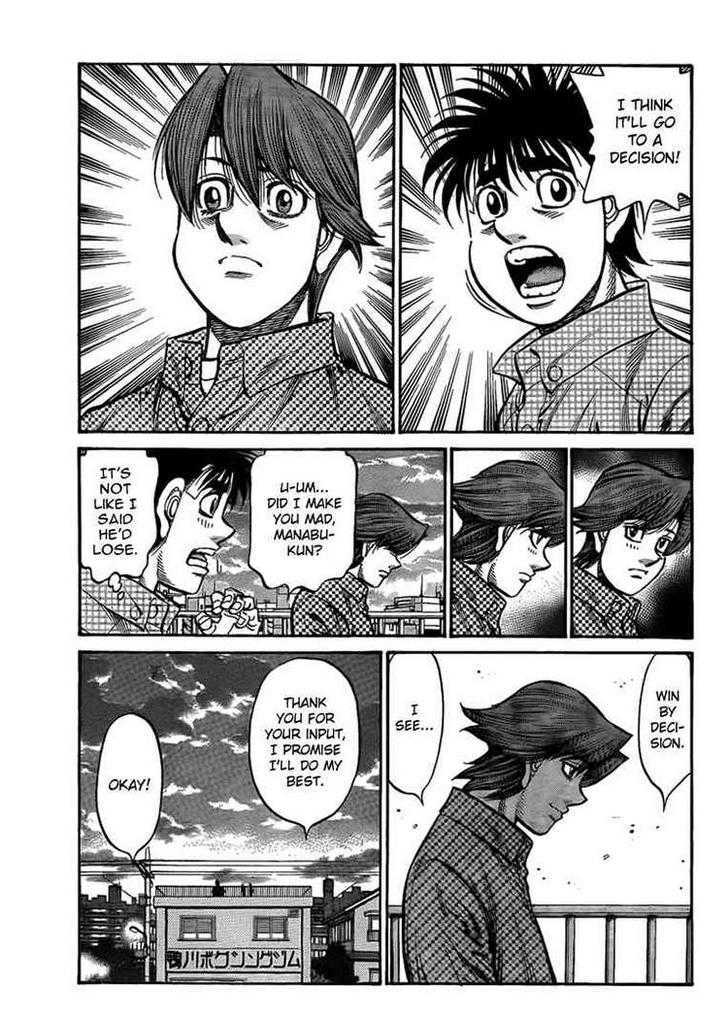 I THINK
IT'LL GO
TO A
DECISION!
U-UM...
DID I MAKE
YOU MAD,
MANABU-
KUN?
IT'S
NOT
LIKE I
SAID
HE'D
LOSE.
WIN
BY
DECI-
SION.
I
SEE...
THANK
YOU FOR
YOUR INPUT,
I PROMISE
I'LL DO MY
BEST.
OKAY!
鴨川ボクシングジム